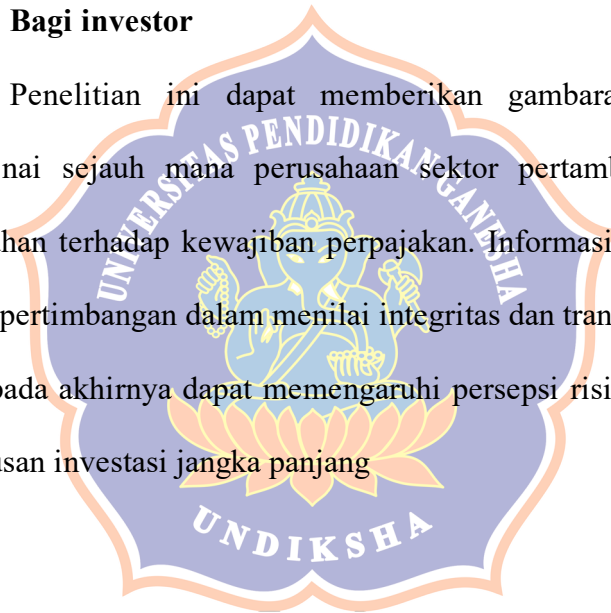 Bagi investor
Penelitian ini dapat memberikan gambara
nai sejauh mana perusahaan sektor pertamb
han terhadap kewajiban perpajakan. Informasi
pertimbangan dalam menilai integritas dan tran
pada akhirnya dapat memengaruhi persepsi risi
usan investasi jangka panjang
UNIVERSITAS PENDIDIKAN GANESHA
UNDIKSHA